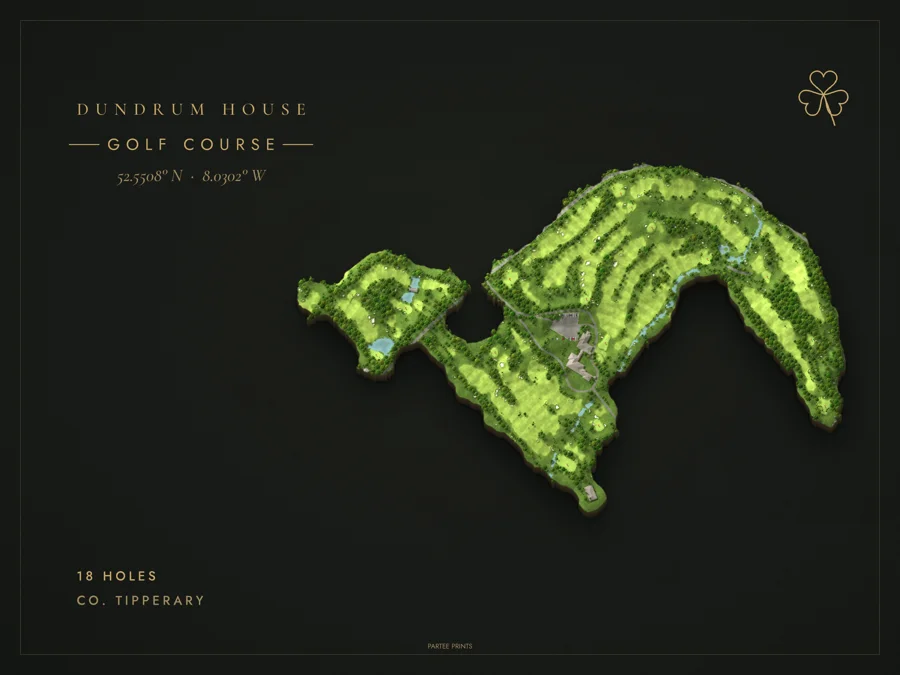 DUNDRUM HOUSE
GOLF COURSE
52.5508° N · 8.0302° W
18 HOLES
CO. TIPPERARY
PARTEE PRINTS